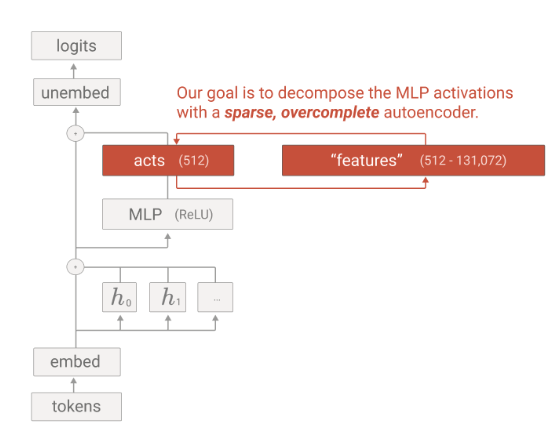 logits
unembed
Our goal is to decompose the MLP activations
with a sparse, overcomplete autoencoder.
acts (512)
“features” (512 - 131,072)
MLP (ReLU)
h₀
h₁
...
embed
tokens